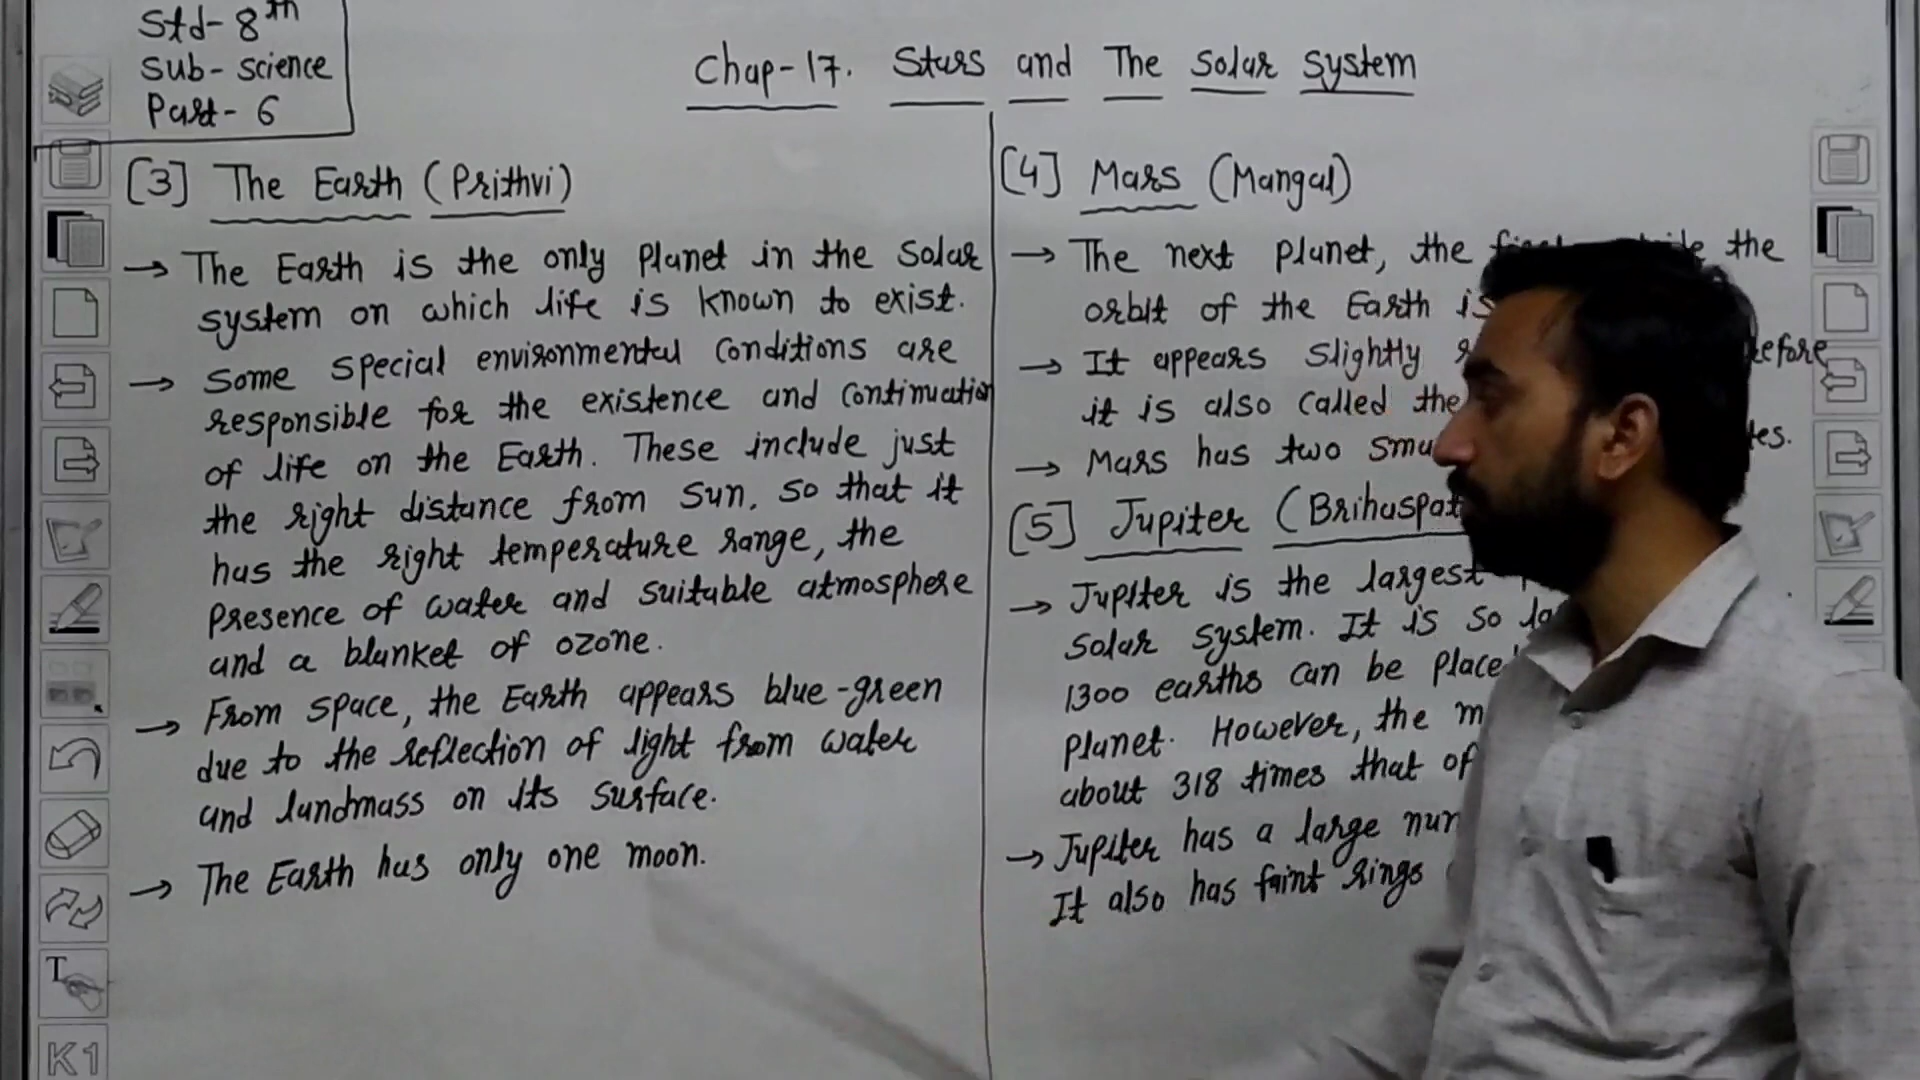 Std- 8th
Sub- science
Part- 6
Chap-17. Stars and The Solar System
[3] The Earth (Prithvi)
→ The Earth is the only planet in the Solar
system on which life is known to exist.
→ Some special environmental conditions are
responsible for the existence and continuation
of life on the Earth. These include just
the right distance from Sun, so that it
has the right temperature range, the
presence of water and suitable atmosphere
and a blanket of ozone.
→ From space, the Earth appears blue-green
due to the reflection of light from water
and landmass on its surface.
→ The Earth has only one moon.
[4] Mars (Mangal)
→ The next planet, the the
orbit of the Earth is
→ It appears slightly
it is also called the
→ Mars has two
[5] Jupiter
→ Jupiter is the largest
solar system. It is so
1300 earths can be
planet. However, the
about 318 times that of
→ Jupiter has a large
It also has faint rings
T
K1